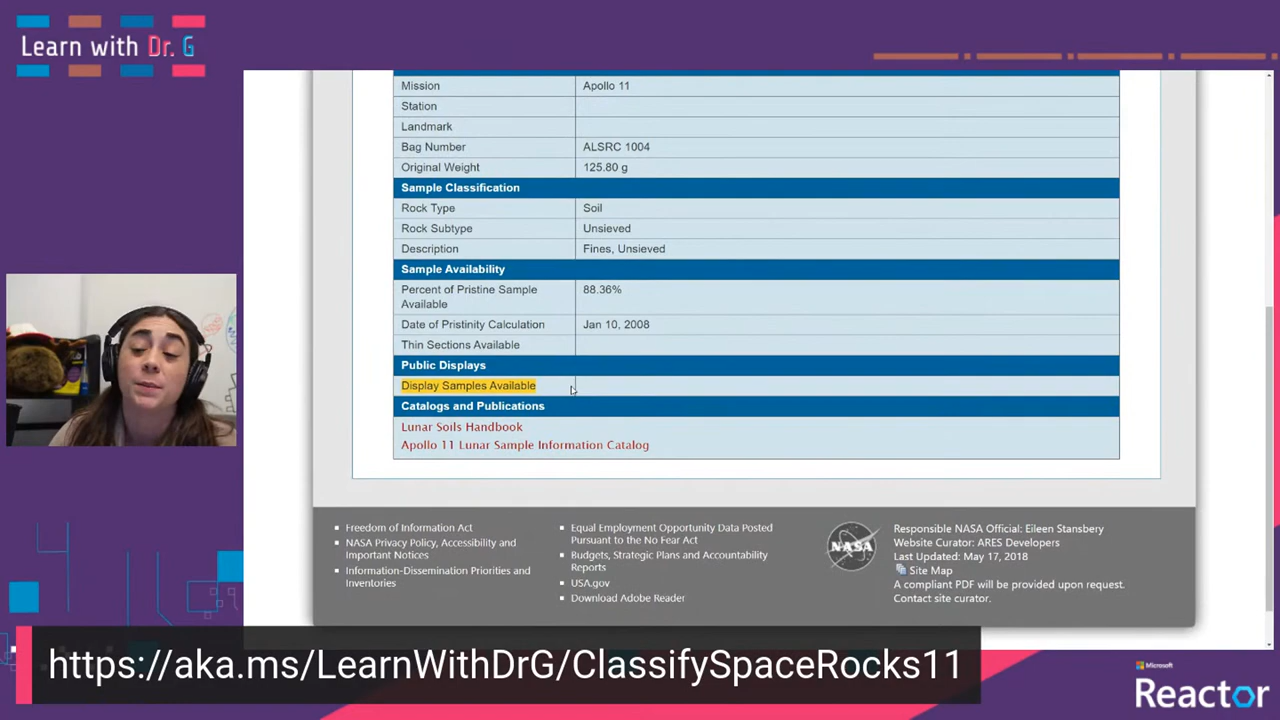 Learn with Dr. G
Mission Apollo 11
Station
Landmark
Bag Number ALSRC 1004
Original Weight 125.80 g
Sample Classification
Rock Type Soil
Rock Subtype Unsieved
Description Fines, Unsieved
Sample Availability
Percent of Pristine Sample
Available
88.36%
Date of Pristinity Calculation Jan 10, 2008
Thin Sections Available
Public Displays
Display Samples Available
Catalogs and Publications
Lunar Soils Handbook
Apollo 11 Lunar Sample Information Catalog
Freedom of Information Act
NASA Privacy Policy, Accessibility and
Important Notices
Information-Dissemination Priorities and
Inventories
Equal Employment Opportunity Data Posted
Pursuant to the No Fear Act
Budgets, Strategic Plans and Accountability
Reports
USA.gov
Download Adobe Reader
NASA
Responsible NASA Official: Eileen Stansbery
Website Curator: ARES Developers
Last Updated: May 17, 2018
Site Map
A compliant PDF will be provided upon request.
Contact site curator.
https://aka.ms/LearnWithDrG/ClassifySpaceRocks11
Microsoft
Reactor